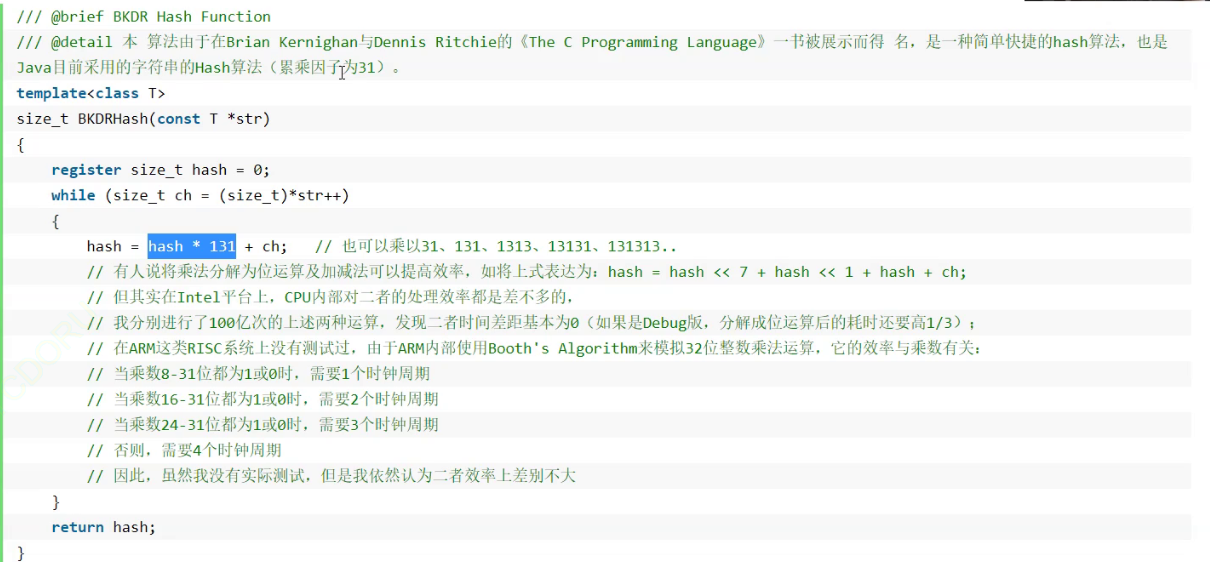 /// @brief BKDR Hash Function
/// @detail 本 算法由于在Brian Kernighan与Dennis Ritchie的《The C Programming Language》一书被展示而得 名，是一种简单快捷的hash算法，也是
Java目前采用的字符串的Hash算法（累乘因子为31）。
template<class T>
size_t BKDRHash(const T *str)
{
    register size_t hash = 0;
    while (size_t ch = (size_t)*str++)
    {
        hash = hash * 131 + ch;   // 也可以乘以31、131、1313、13131、131313..
        // 有人说将乘法分解为位运算及加减法可以提高效率，如将上式表达为：hash = hash << 7 + hash << 1 + hash + ch;
        // 但其实在Intel平台上，CPU内部对二者的处理效率都是差不多的，
        // 我分别进行了100亿次的上述两种运算，发现二者时间差距基本为0（如果是Debug版，分解成位运算后的耗时还要高1/3）；
        // 在ARM这类RISC系统上没有测试过，由于ARM内部使用Booth's Algorithm来模拟32位整数乘法运算，它的效率与乘数有关：
        // 当乘数8-31位都为1或0时，需要1个时钟周期
        // 当乘数16-31位都为1或0时，需要2个时钟周期
        // 当乘数24-31位都为1或0时，需要3个时钟周期
        // 否则，需要4个时钟周期
        // 因此，虽然我没有实际测试，但是我依然认为二者效率上差别不大
    }
    return hash;
}